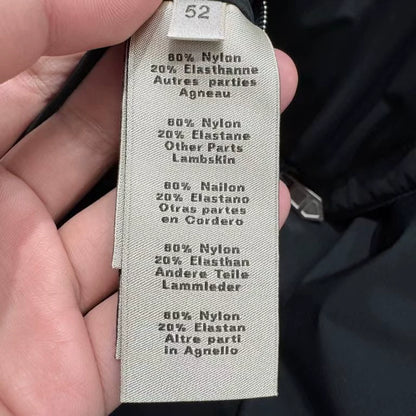 52
80% Nylon
20% Elasthanne
Autres parties
Agneau
80% Nylon
20% Elastane
Other Parts
Lambskin
80% Nailon
20% Elastano
Otras partes
en Cordero
80% Nylon
20% Elasthan
Andere Teile
Lammleder
80% Nylon
20% Elastan
Altre parti
in Agnello